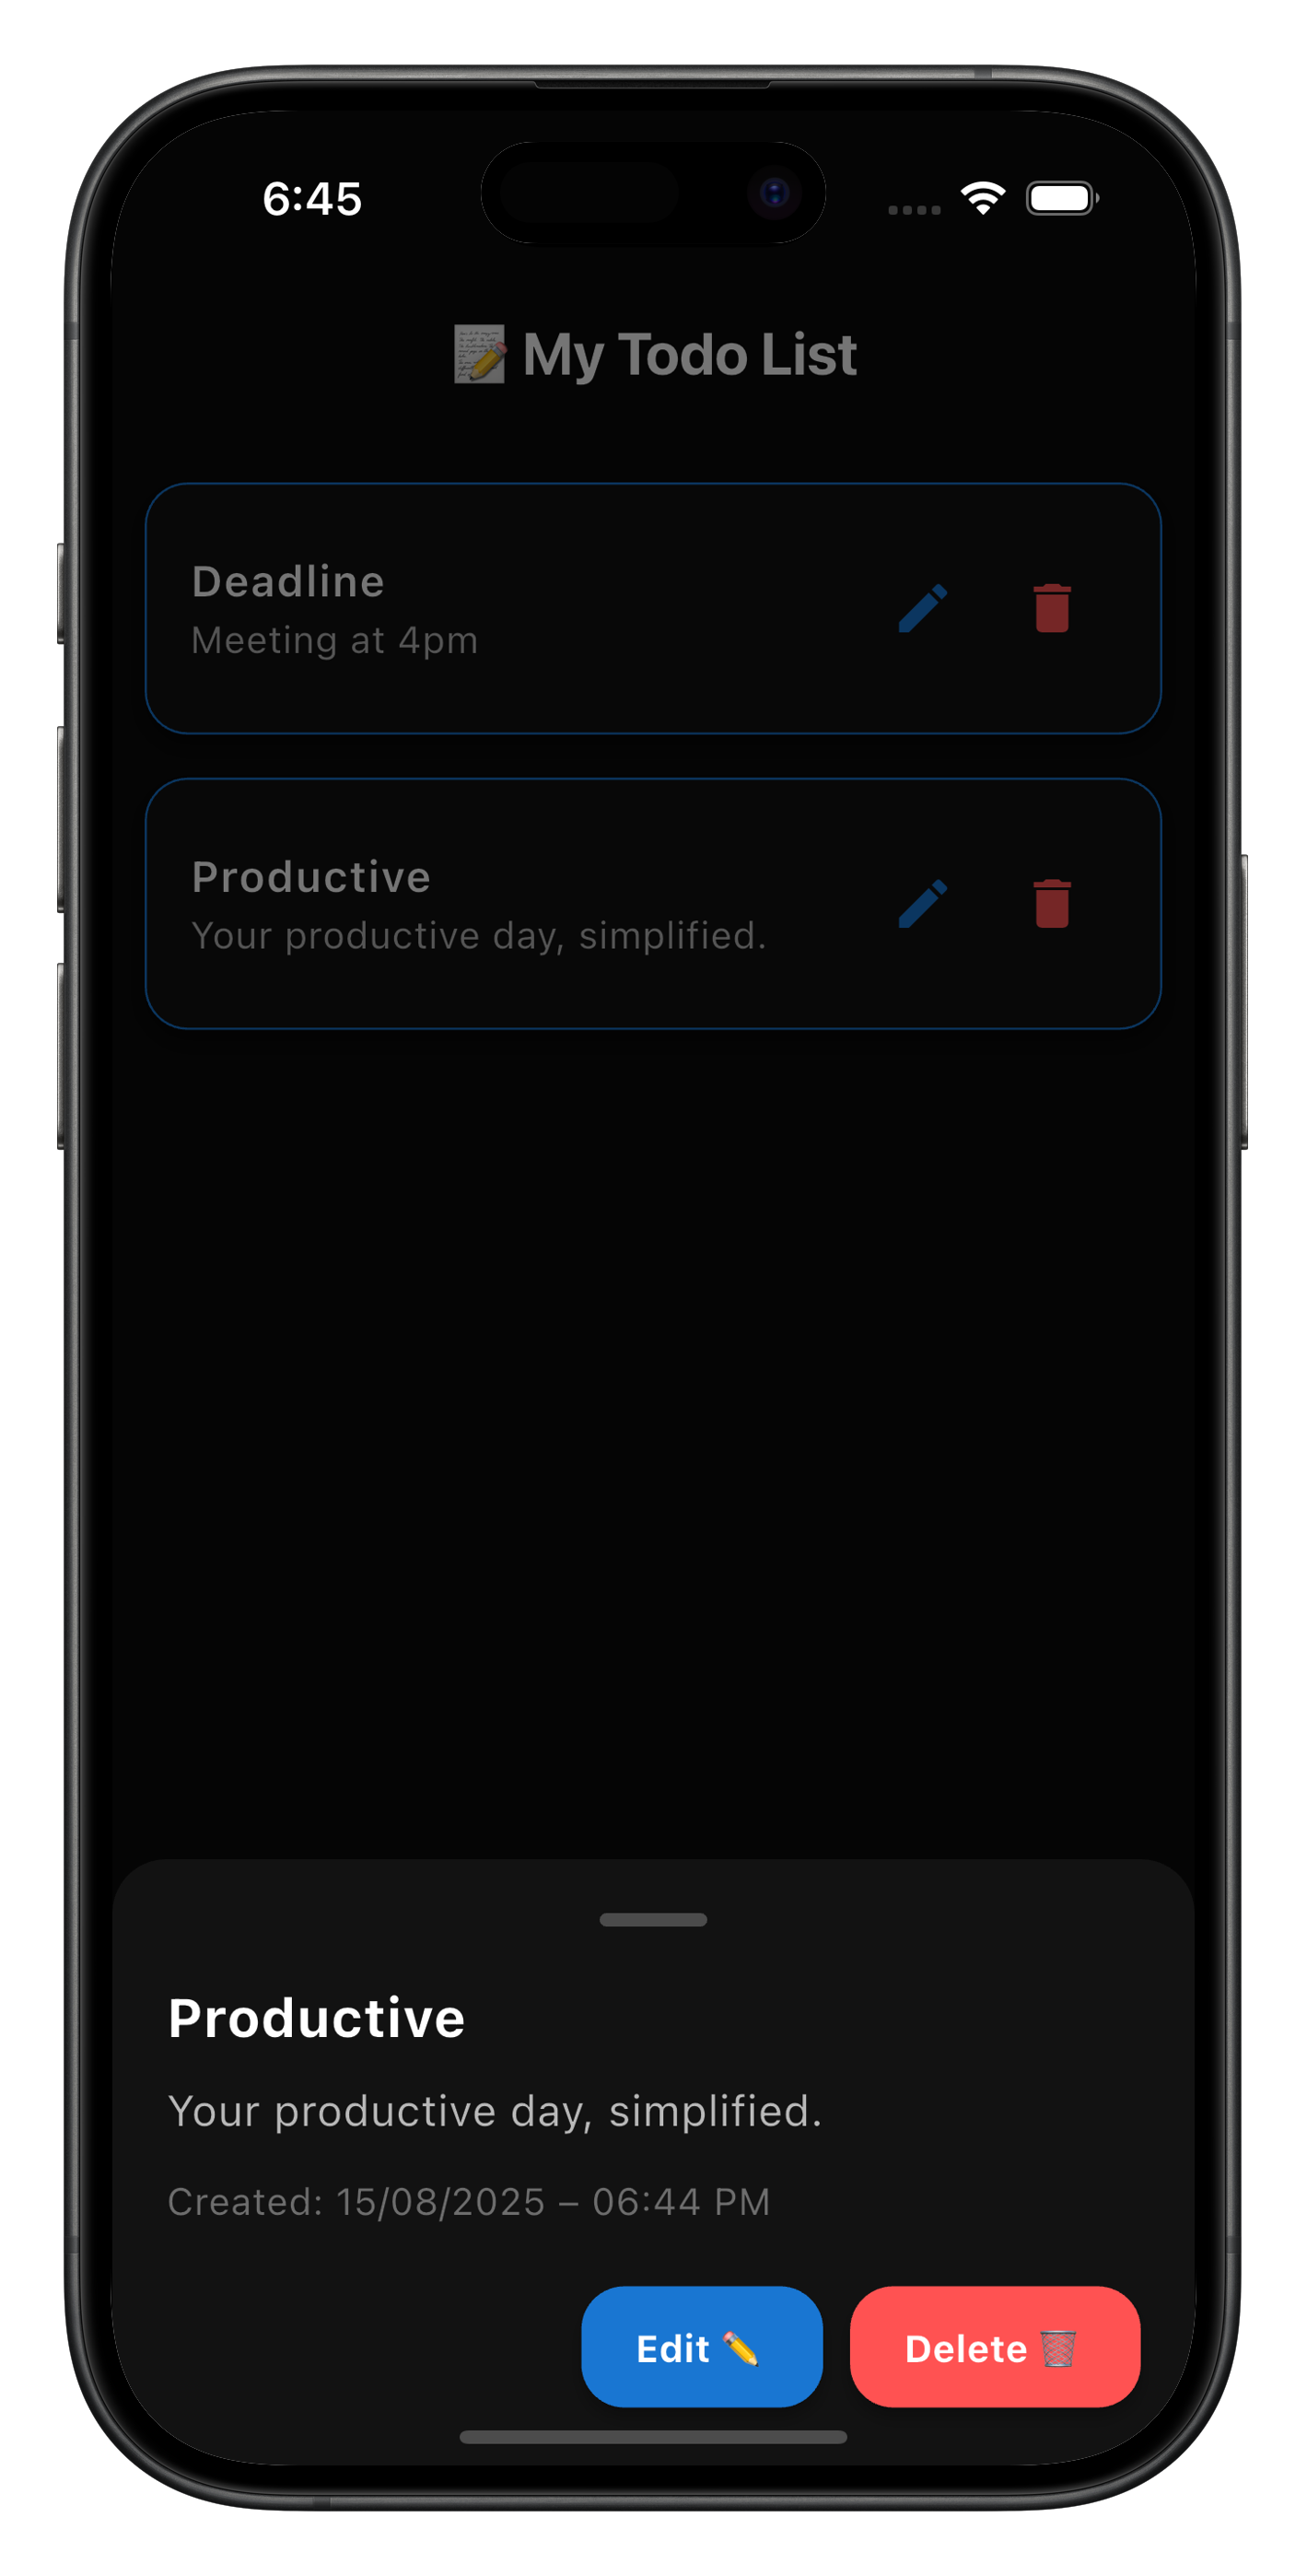 6:45
📝 My Todo List
Deadline
Meeting at 4pm
Productive
Your productive day, simplified.
Productive
Your productive day, simplified.
Created: 15/08/2025 – 06:44 PM
Edit ✏️
Delete 🗑️